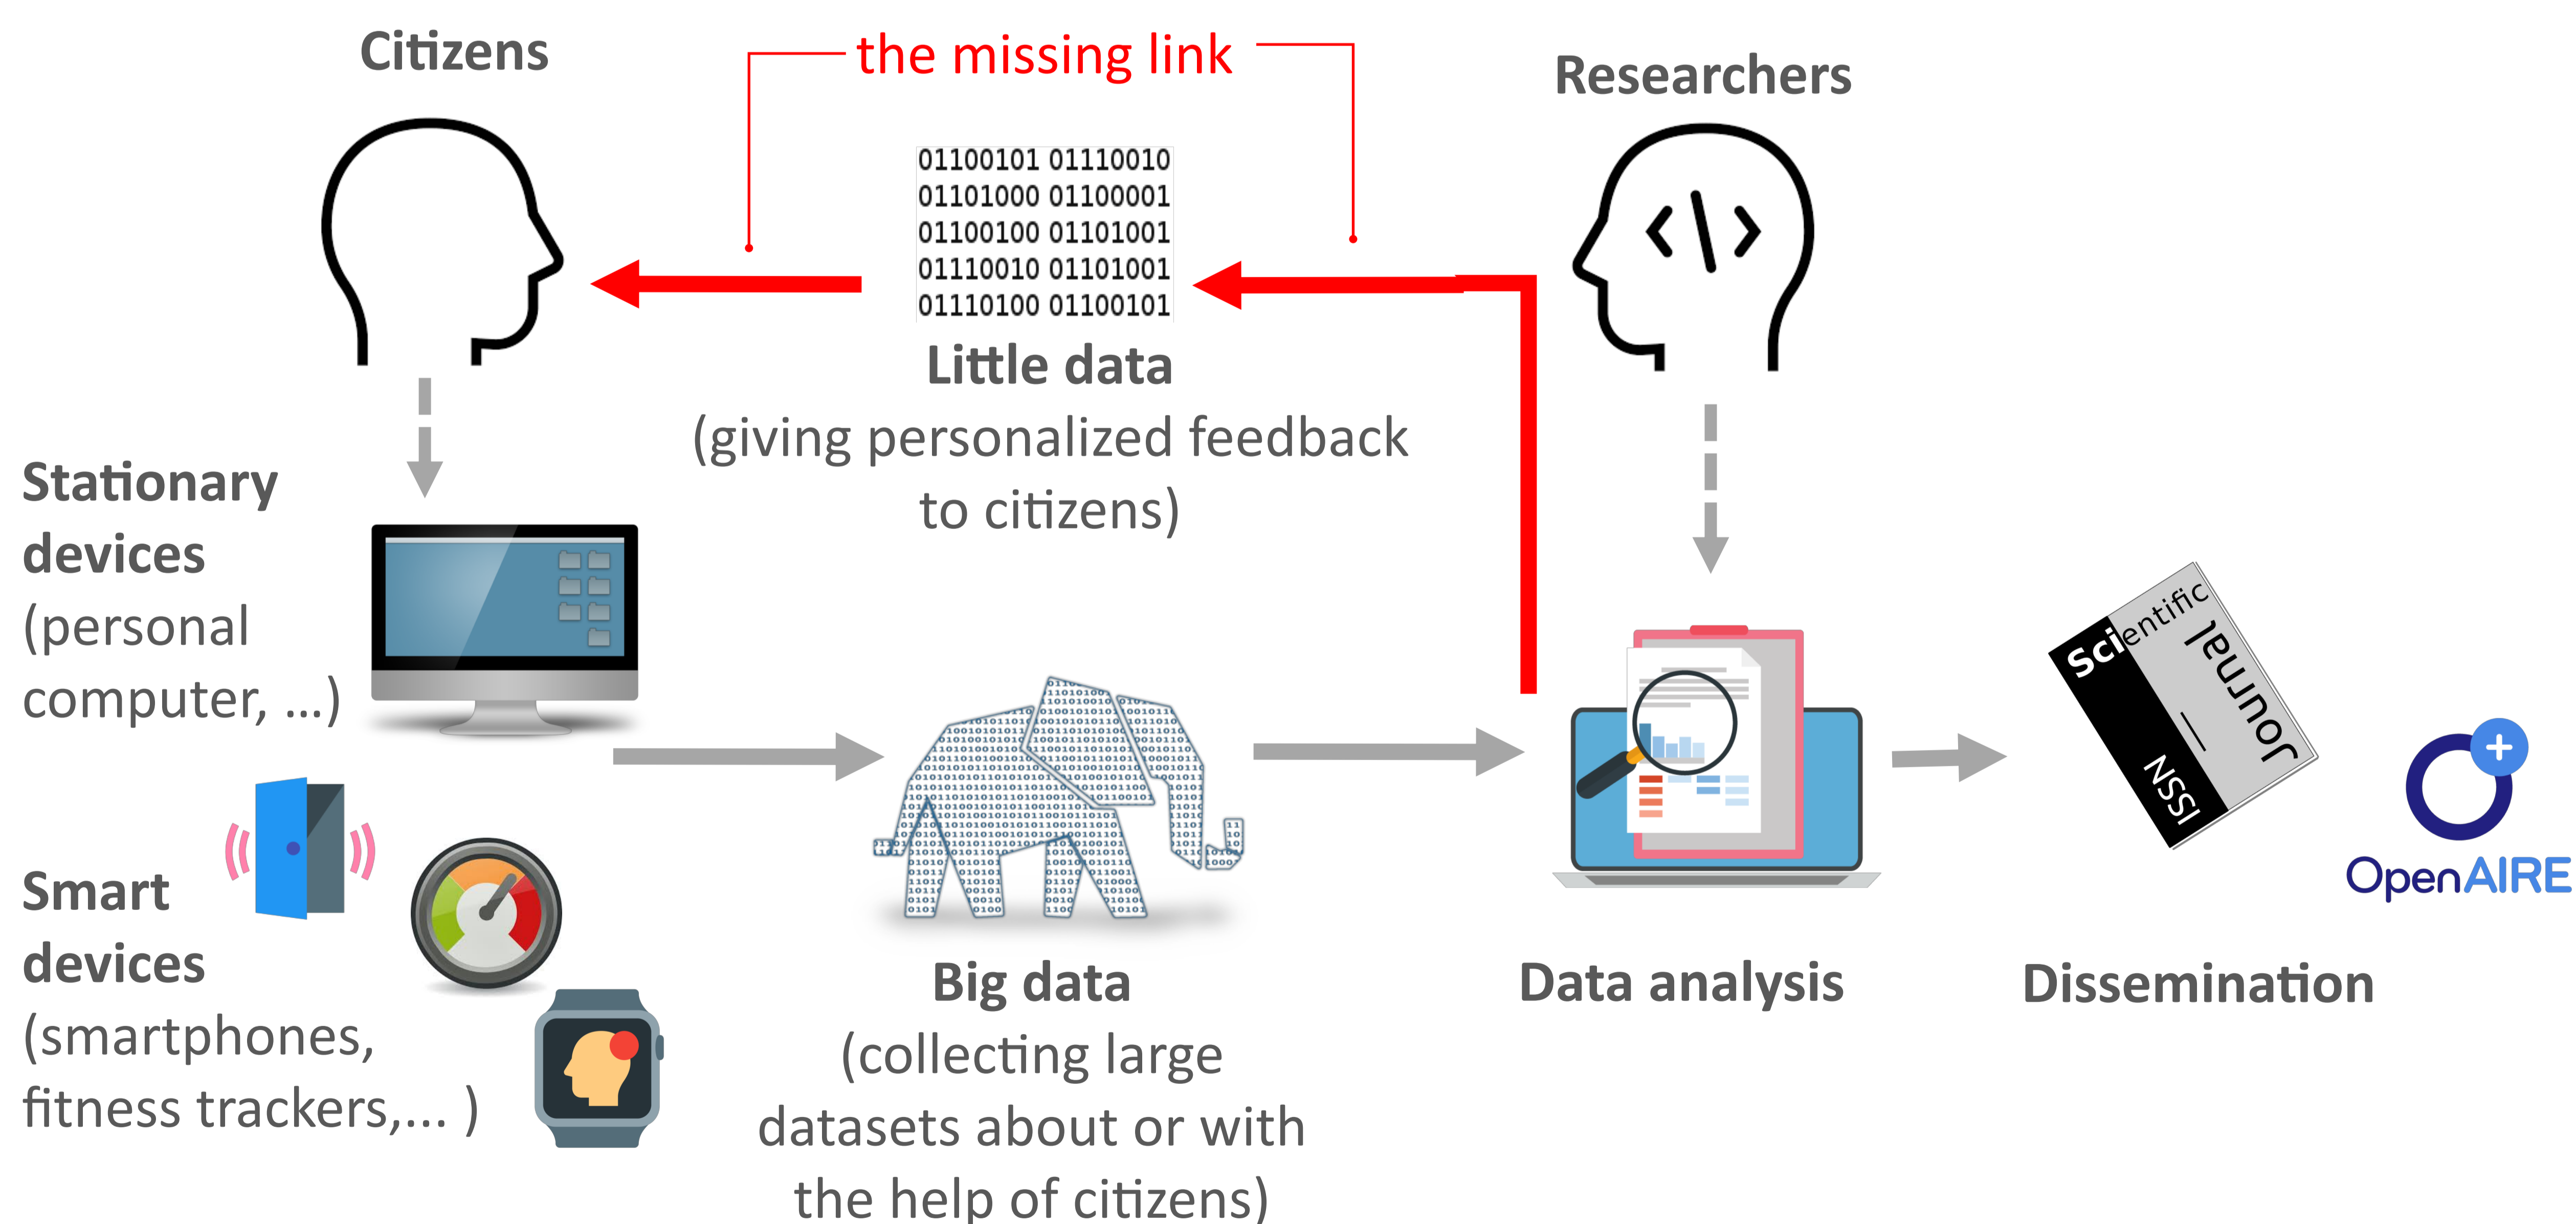 Citizens
the missing link
Researchers
01100101 01110010
01101000 01100001
01100100 01101001
01110010 01101001
01110100 01100101
Little data
(giving personalized feedback
to citizens)
Stationary
devices
(personal
computer, ...)
Smart
devices
(smartphones,
fitness trackers,... )
Big data
(collecting large
datasets about or with
the help of citizens)
Data analysis
Scientific
Journal
ISSN
OpenAIRE
Dissemination